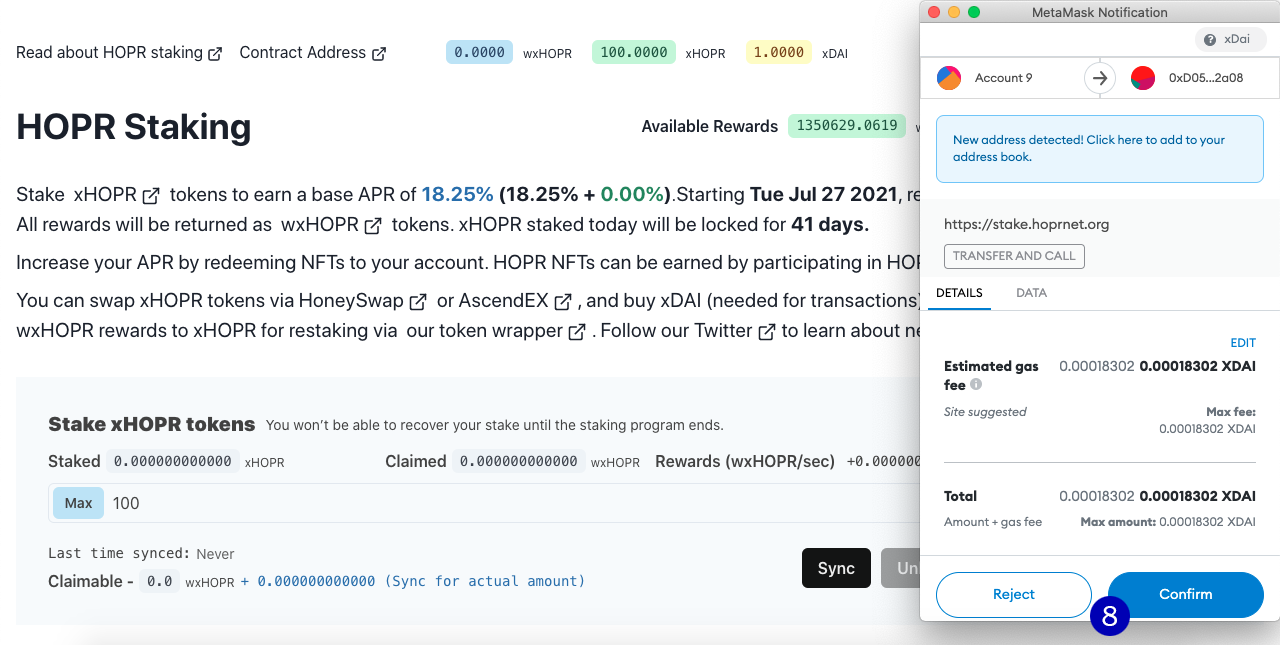 Read about HOPR staking Contract Address 0.0000 wxHOPR 100.0000 xHOPR 1.0000 xDAI
HOPR Staking
Available Rewards 1350629.0619
Stake xHOPR tokens to earn a base APR of 18.25% (18.25% + 0.00%).Starting Tue Jul 27 2021, re
All rewards will be returned as wxHOPR tokens. xHOPR staked today will be locked for 41 days.
Increase your APR by redeeming NFTs to your account. HOPR NFTs can be earned by participating in HOP
You can swap xHOPR tokens via HoneySwap or AscendEX , and buy xDAI (needed for transactions)
wxHOPR rewards to xHOPR for restaking via our token wrapper . Follow our Twitter to learn about ne
Stake xHOPR tokens You won't be able to recover your stake until the staking program ends.
Staked 0.000000000000 xHOPR Claimed 0.000000000000 wxHOPR Rewards (wxHOPR/sec) +0.000000
Max 100
Last time synced: Never
Claimable - 0.0 wxHOPR + 0.000000000000 (Sync for actual amount)
Sync Unl
MetaMask Notification
? xDai
Account 9 0xD05...2a08
New address detected! Click here to add to your
address book.
https://stake.hoprnet.org
TRANSFER AND CALL
DETAILS DATA
EDIT
Estimated gas 0.00018302 0.00018302 XDAI
fee i
Site suggested Max fee:
0.00018302 XDAI
Total 0.00018302 0.00018302 XDAI
Amount + gas fee Max amount: 0.00018302 XDAI
Reject Confirm
8